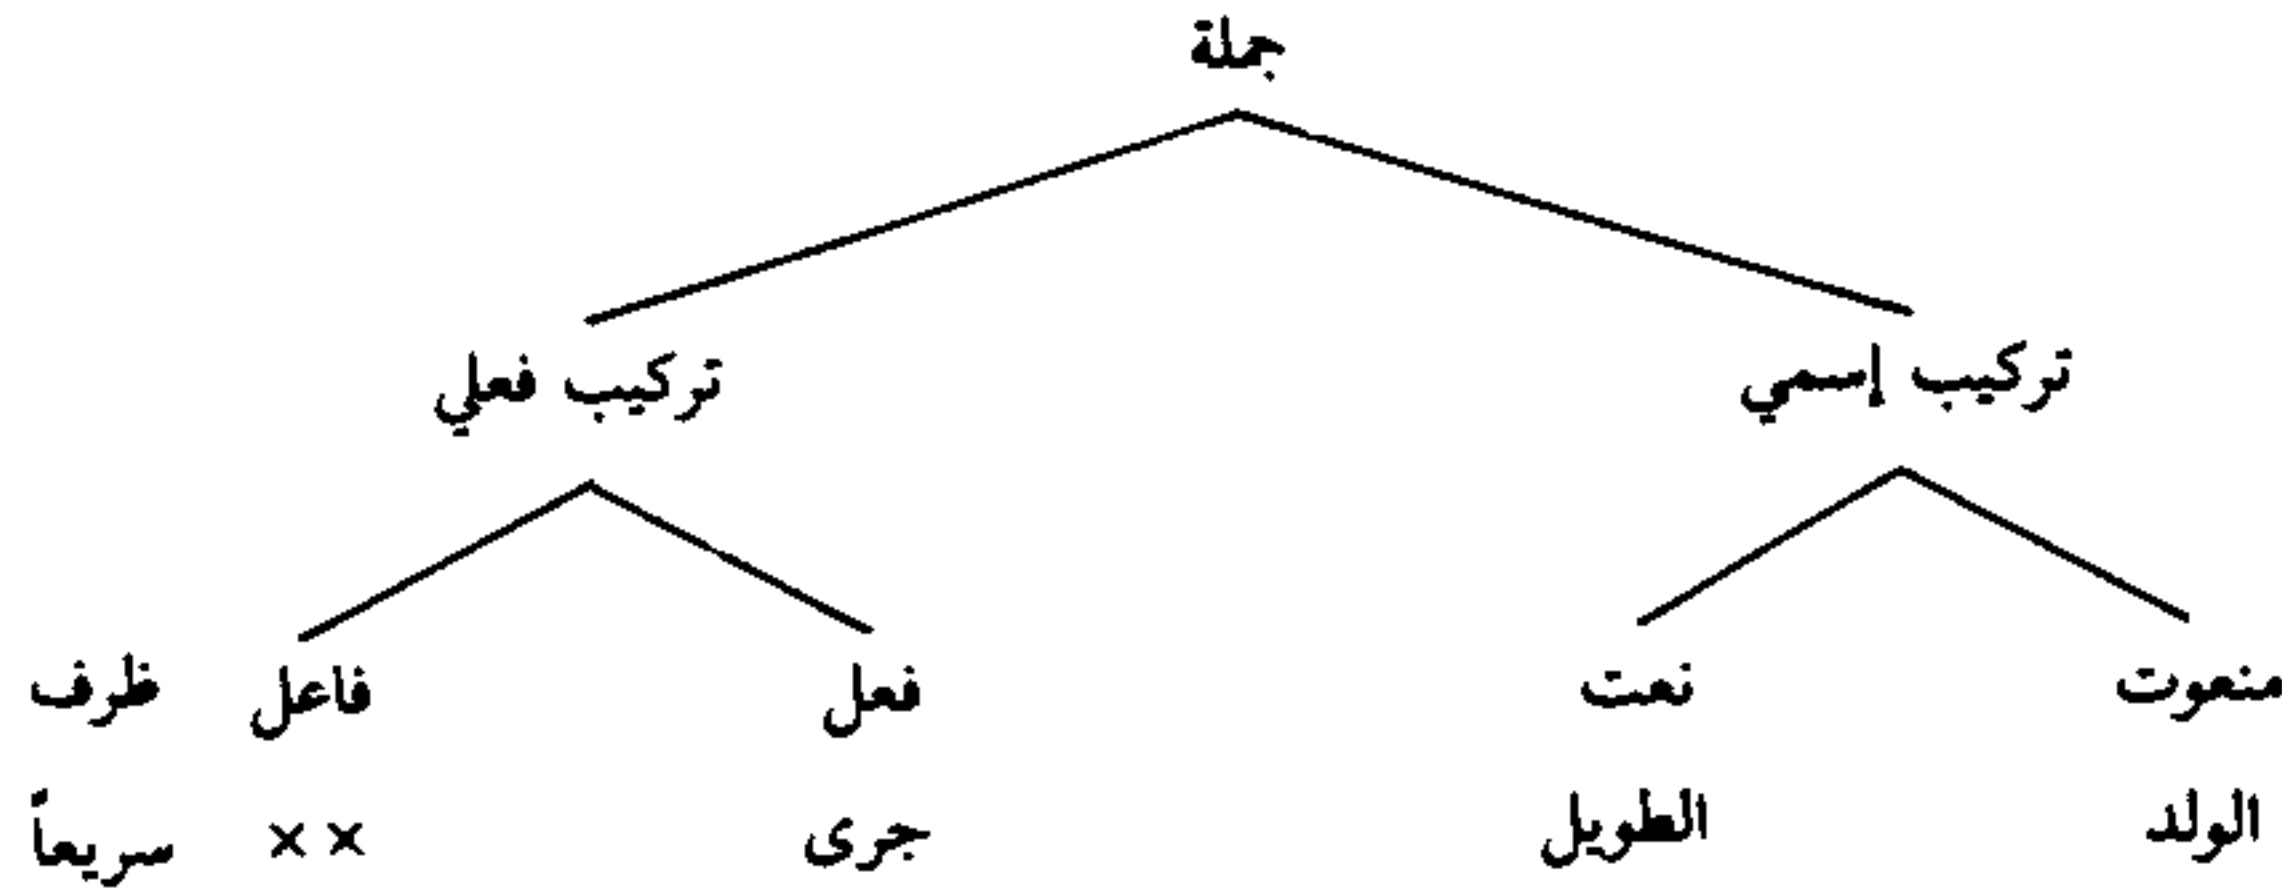 جملة
تركيب إسمي تركيب فعلي
منعوت نعت فعل فاعل ظرف
الولد الطويل جرى ×× سريعاً